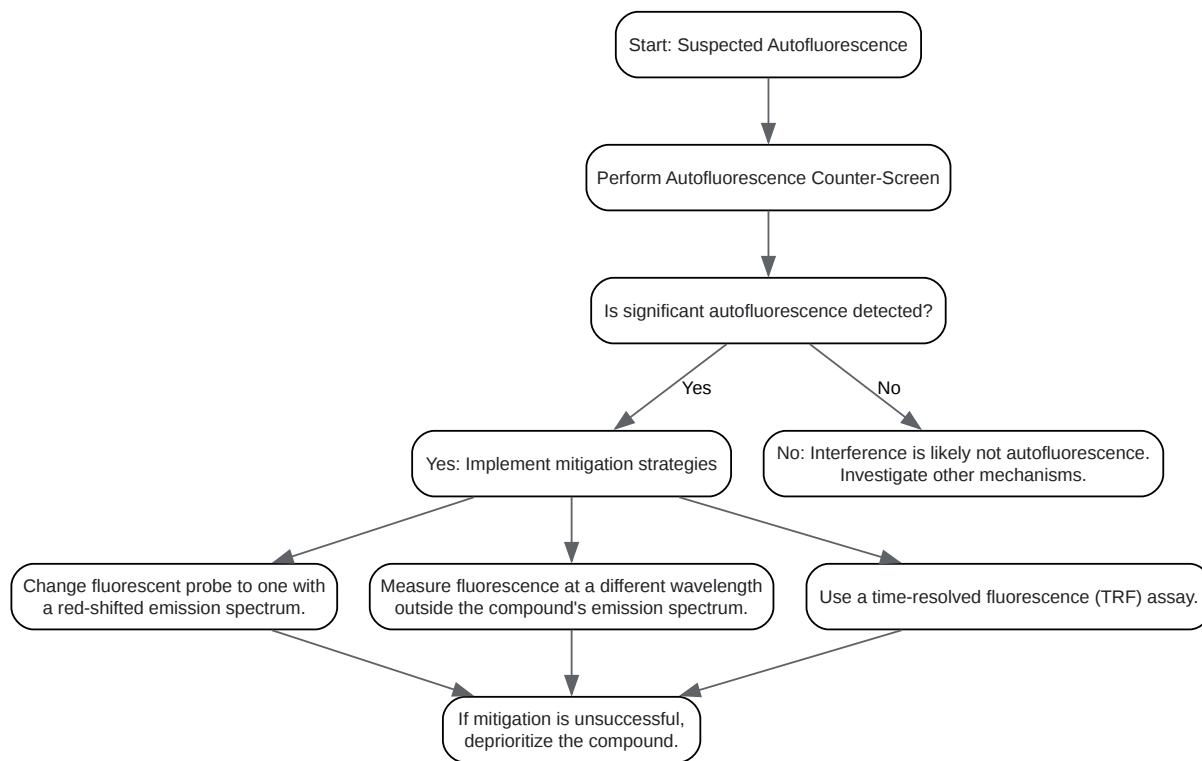 Start: Suspected Autofluorescence
Perform Autofluorescence Counter-Screen
Is significant autofluorescence detected?
Yes
No
Yes: Implement mitigation strategies
No: Interference is likely not autofluorescence.
Investigate other mechanisms.
Change fluorescent probe to one with
a red-shifted emission spectrum.
Measure fluorescence at a different wavelength
outside the compound's emission spectrum.
Use a time-resolved fluorescence (TRF) assay.
If mitigation is unsuccessful,
deprioritize the compound.